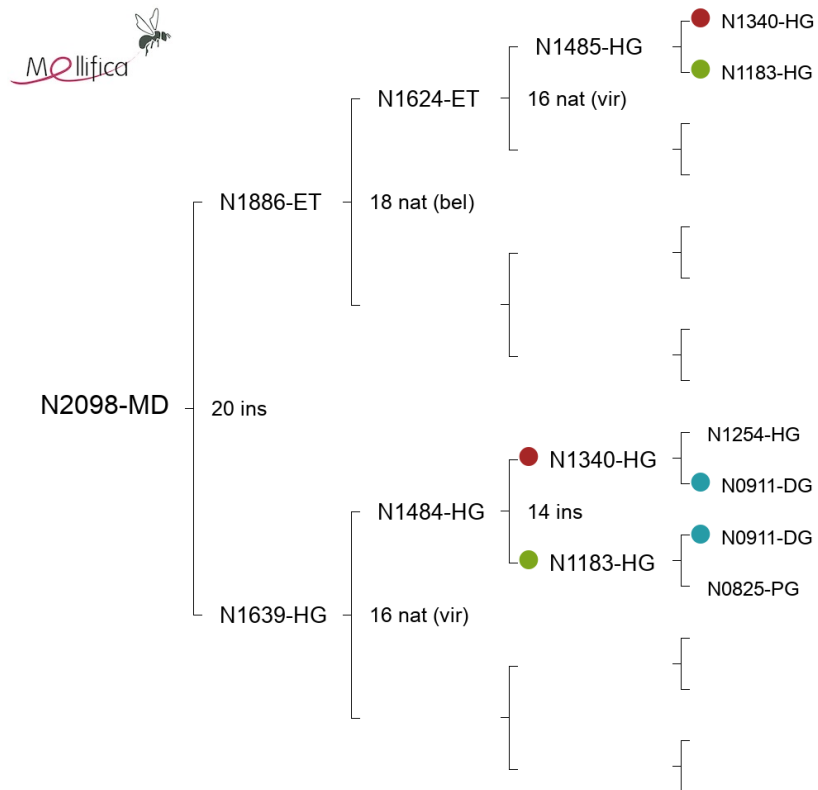 Mellifica
N1340-HG
N1485-HG
N1183-HG
N1624-ET
16 nat (vir)
N1886-ET
18 nat (bel)
N2098-MD
20 ins
N1254-HG
N1340-HG
N0911-DG
N1484-HG
14 ins
N0911-DG
N1183-HG
N0825-PG
N1639-HG
16 nat (vir)